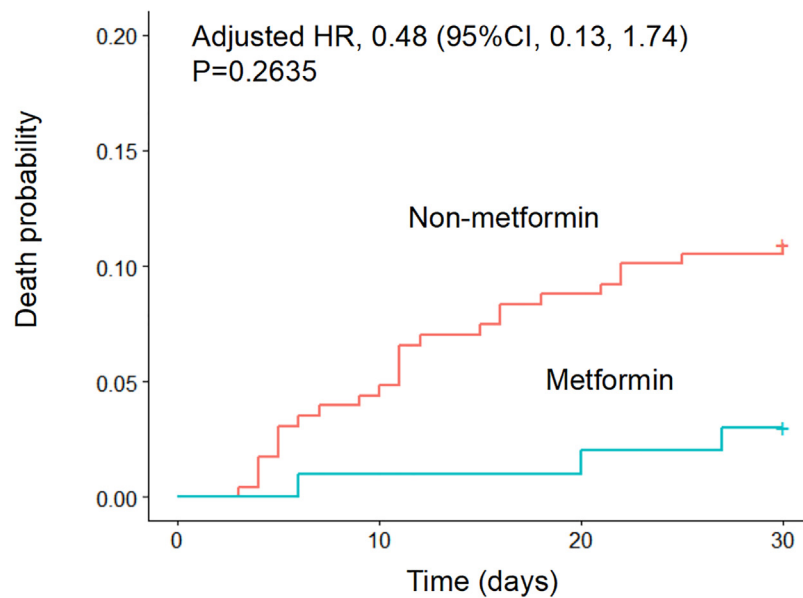 Adjusted HR, 0.48 (95%CI, 0.13, 1.74)
P=0.2635
0.20
0.15
0.10
0.05
0.00
Death probability
Non-metformin
Metformin
0
10
20
30
Time (days)